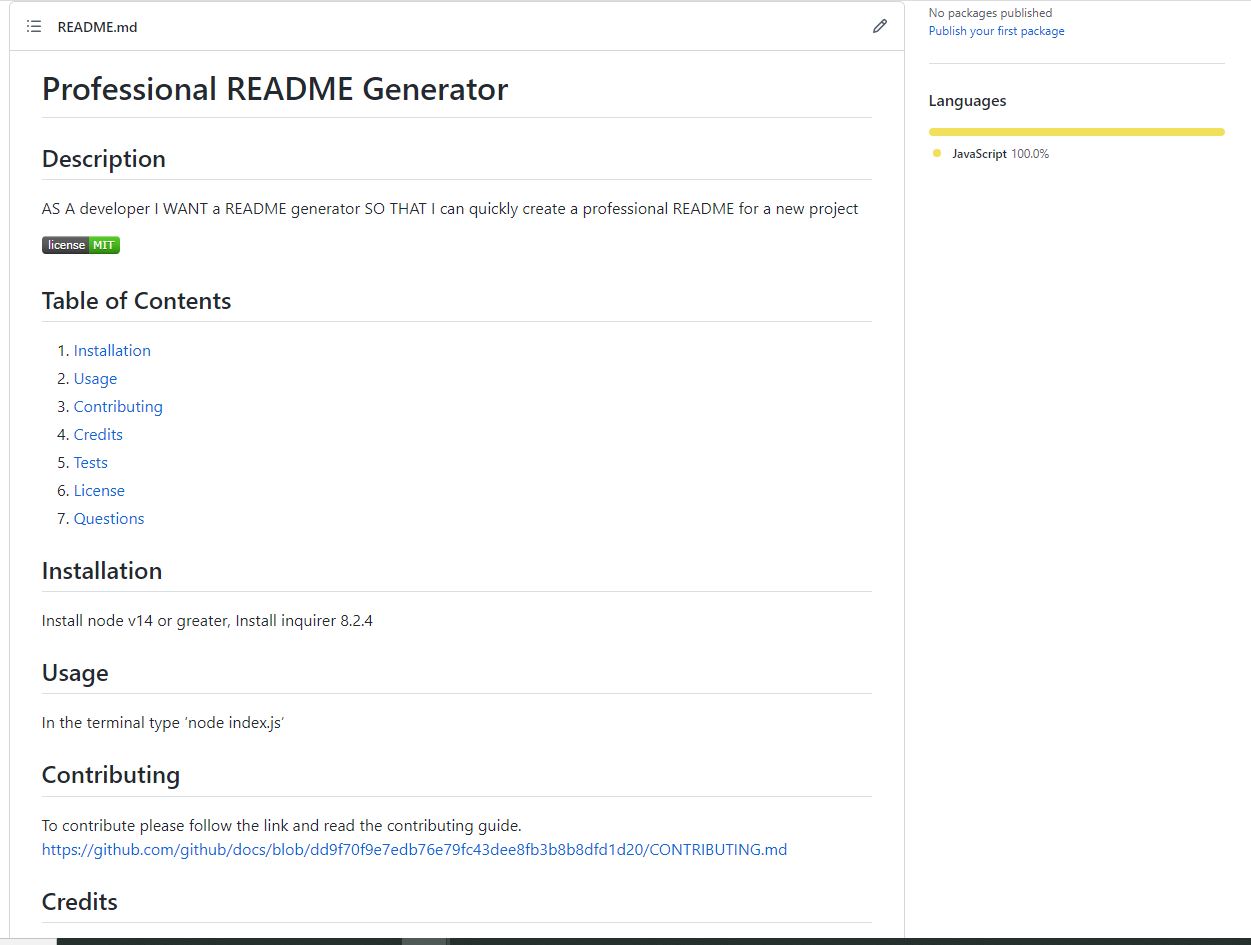 README.md
Professional README Generator
Description
AS A developer I WANT a README generator SO THAT I can quickly create a professional README for a new project
license MIT
Table of Contents
1. Installation
2. Usage
3. Contributing
4. Credits
5. Tests
6. License
7. Questions
Installation
Install node v14 or greater, Install inquirer 8.2.4
Usage
In the terminal type 'node index.js'
Contributing
To contribute please follow the link and read the contributing guide.
https://github.com/github/docs/blob/dd9f70f9e7edb76e79fc43dee8fb3b8b8dfd1d20/CONTRIBUTING.md
Credits
No packages published
Publish your first package
Languages
JavaScript 100.0%